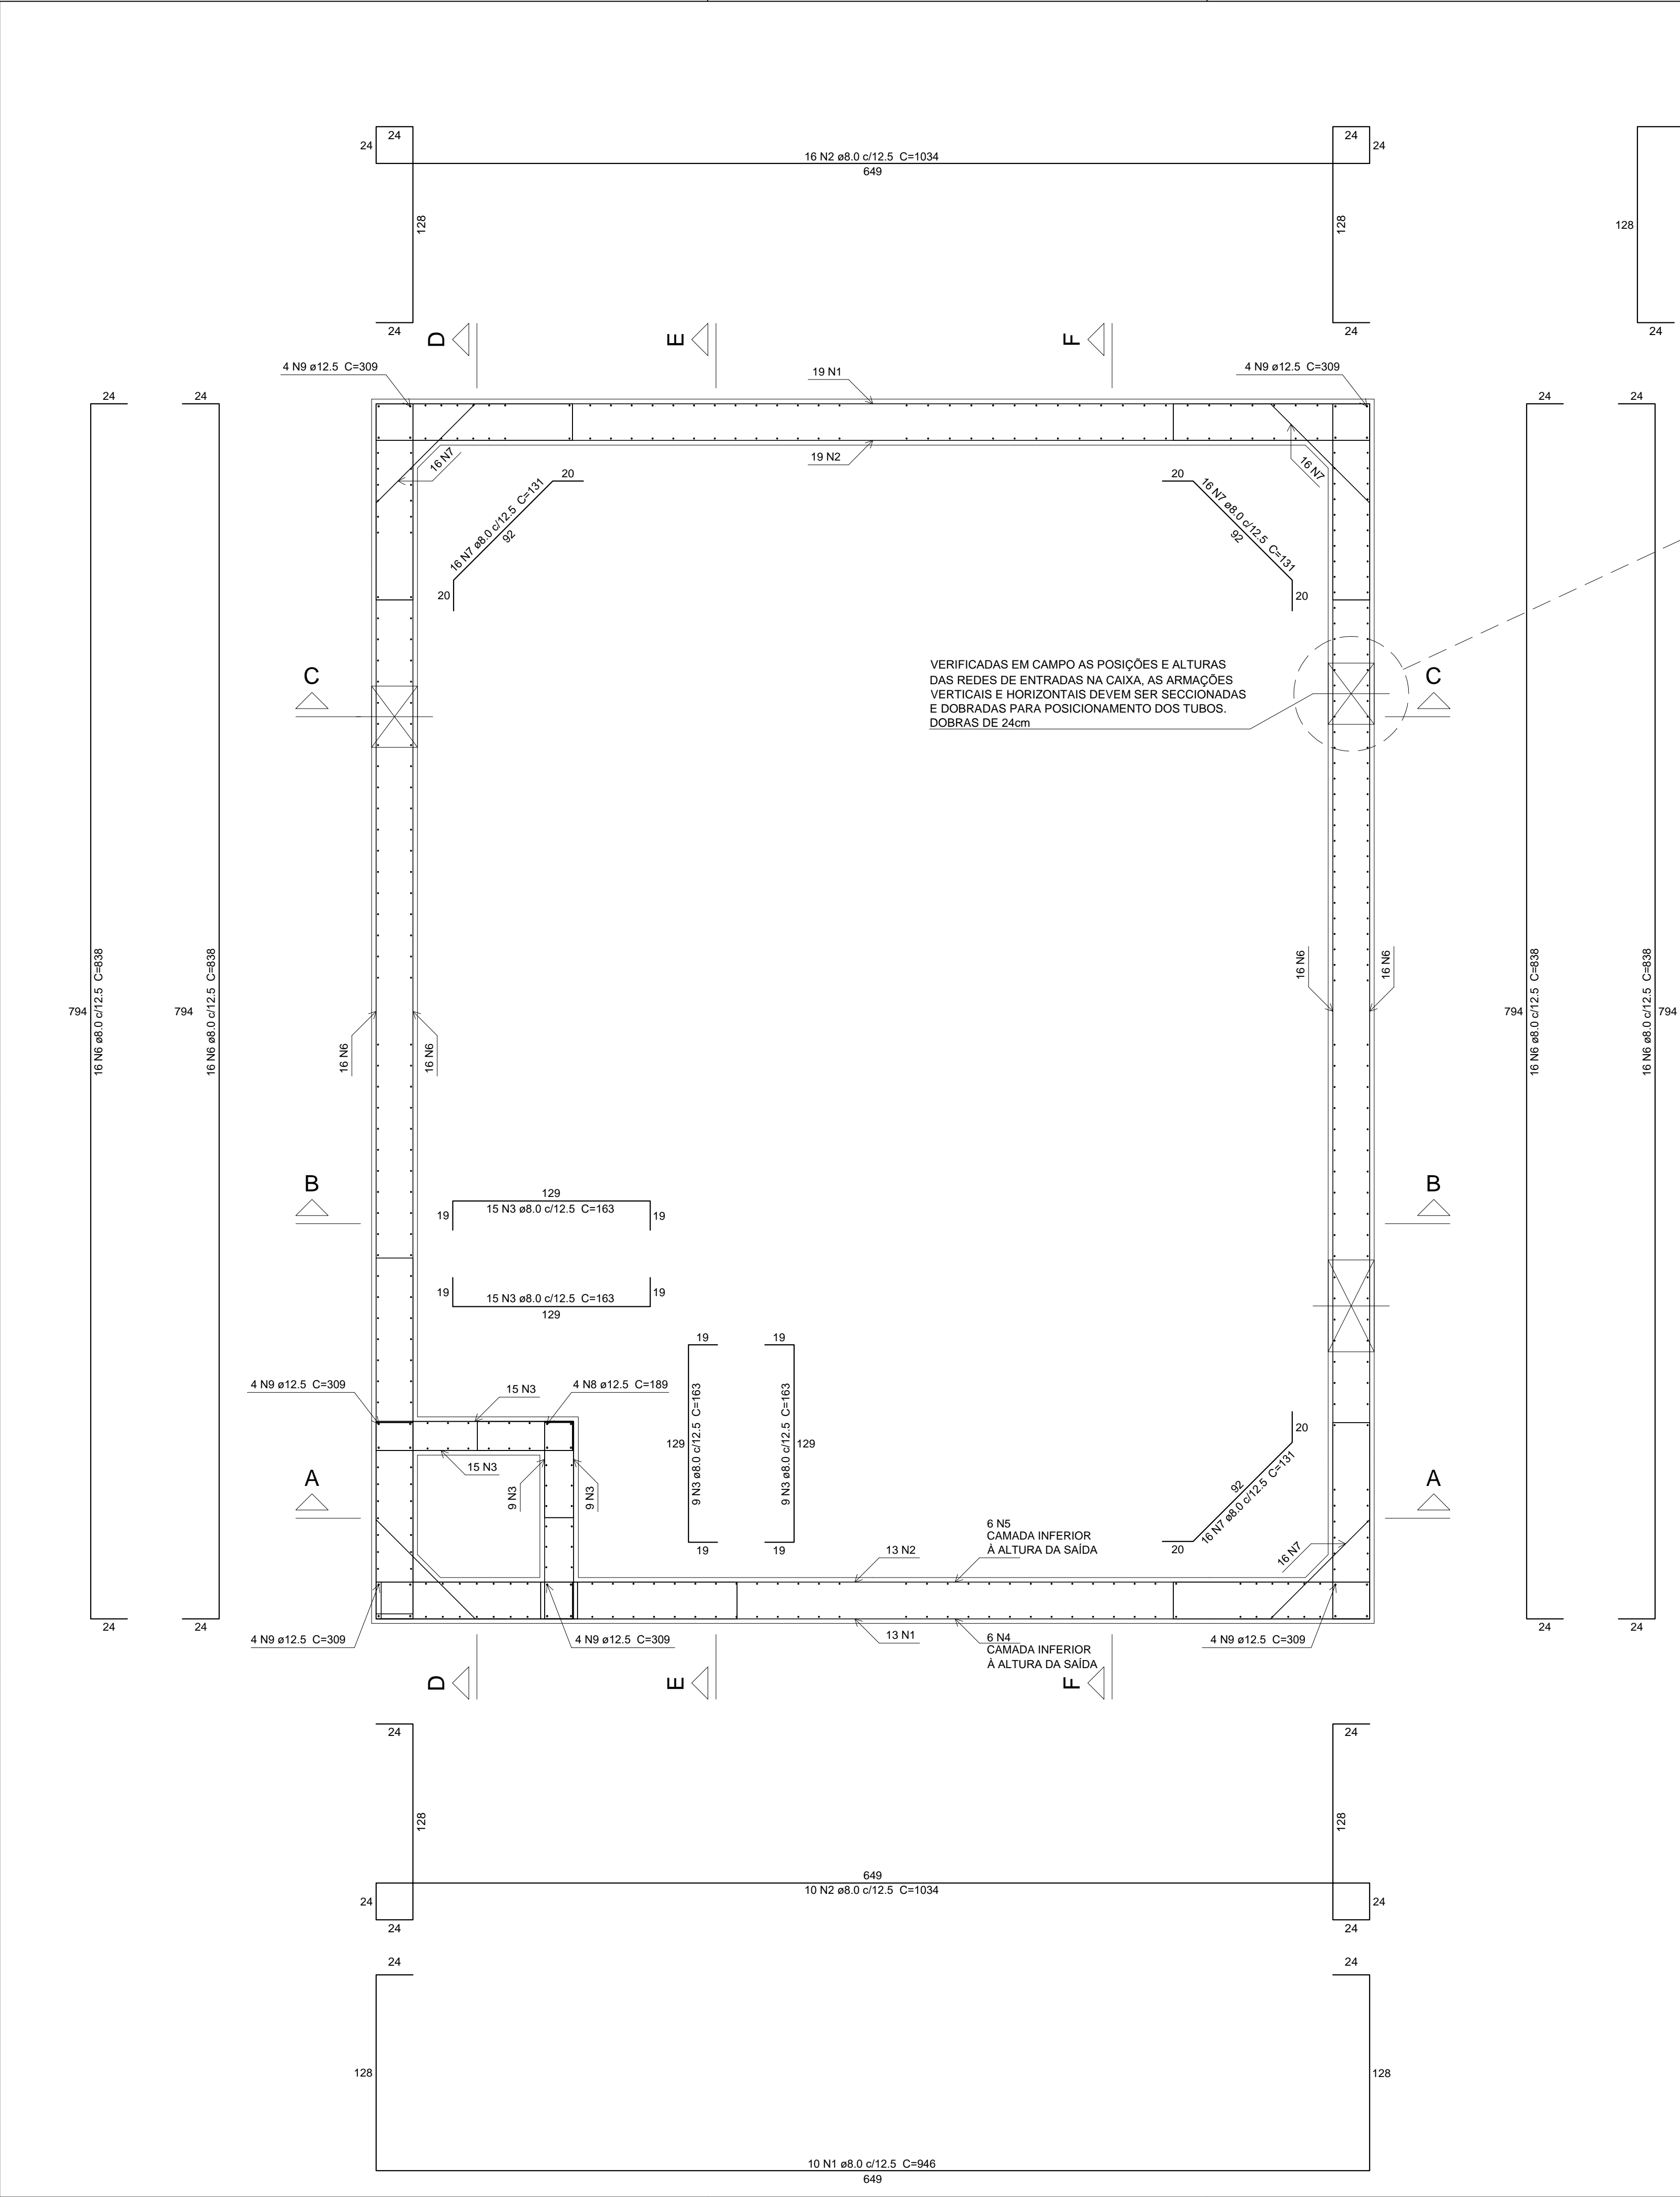 24
24
24
24
16 N2 ø8.0 c/12.5  C=1034
649
128
128
128
24
24
24
D
E
F
4 N9 ø12.5  C=309
19 N1
4 N9 ø12.5  C=309
24
24
24
24
19 N2
16 N7
16 N7
20
16 N7 ø8.0 c/12.5  C=131
92
20
20
16 N7 ø8.0 c/12.5  C=131
92
20
VERIFICADAS EM CAMPO AS POSIÇÕES E ALTURAS
DAS REDES DE ENTRADAS NA CAIXA, AS ARMAÇÕES
VERTICAIS E HORIZONTAIS DEVEM SER SECCIONADAS
E DOBRADAS PARA POSICIONAMENTO DOS TUBOS.
DOBRAS DE 24cm
C
C
794
16 N6 ø8.0 c/12.5  C=838
794
16 N6 ø8.0 c/12.5  C=838
16 N6
16 N6
16 N6
16 N6
794
16 N6 ø8.0 c/12.5  C=838
16 N6 ø8.0 c/12.5  C=838
794
B
B
129
15 N3 ø8.0 c/12.5  C=163
19
19
19
15 N3 ø8.0 c/12.5  C=163
19
129
19
19
4 N9 ø12.5  C=309
15 N3
4 N8 ø12.5  C=189
129
9 N3 ø8.0 c/12.5  C=163
9 N3 ø8.0 c/12.5  C=163
129
15 N3
9 N3
9 N3
19
19
A
A
20
92
16 N7 ø8.0 c/12.5  C=131
20
16 N7
6 N5
CAMADA INFERIOR
À ALTURA DA SAÍDA
13 N2
24
24
24
24
4 N9 ø12.5  C=309
4 N9 ø12.5  C=309
13 N1
6 N4
CAMADA INFERIOR
À ALTURA DA SAÍDA
4 N9 ø12.5  C=309
D
E
F
24
24
128
128
649
10 N2 ø8.0 c/12.5  C=1034
24
24
24
24
24
24
128
128
10 N1 ø8.0 c/12.5  C=946
649